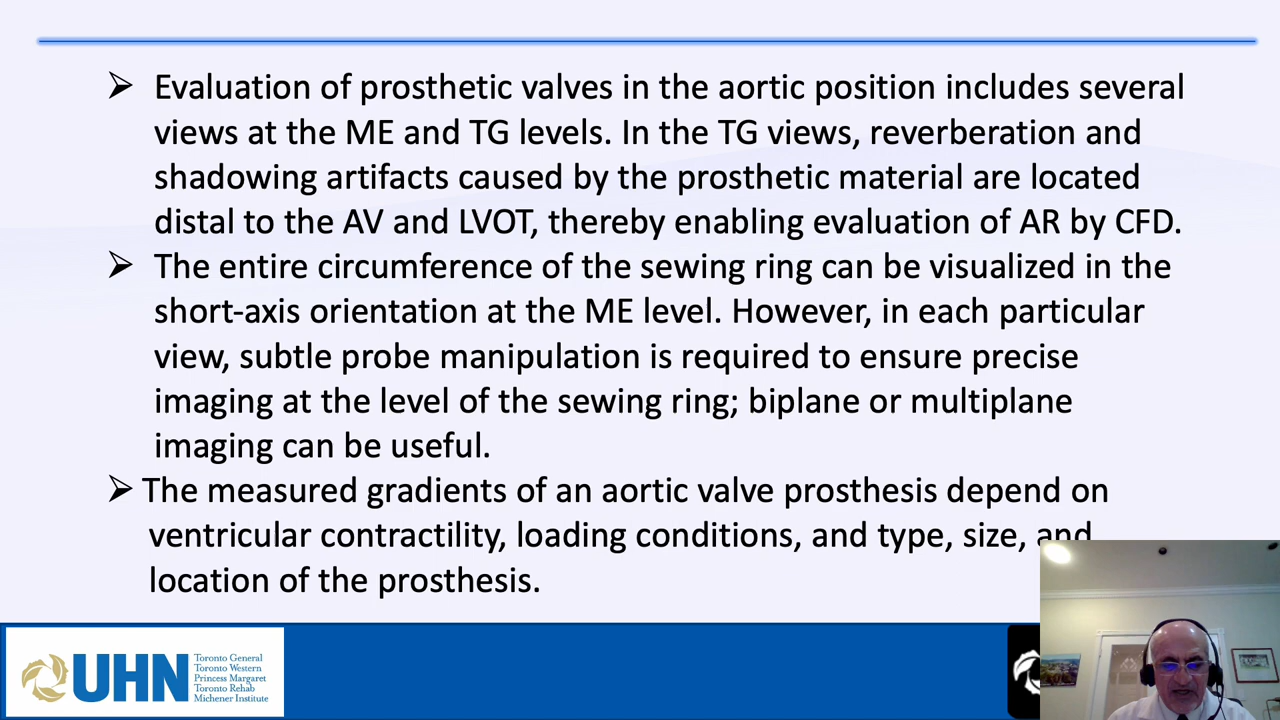 ➢ Evaluation of prosthetic valves in the aortic position includes several
views at the ME and TG levels. In the TG views, reverberation and
shadowing artifacts caused by the prosthetic material are located
distal to the AV and LVOT, thereby enabling evaluation of AR by CFD.
➢ The entire circumference of the sewing ring can be visualized in the
short-axis orientation at the ME level. However, in each particular
view, subtle probe manipulation is required to ensure precise
imaging at the level of the sewing ring; biplane or multiplane
imaging can be useful.
➢ The measured gradients of an aortic valve prosthesis depend on
ventricular contractility, loading conditions, and type, size, and
location of the prosthesis.
UHN
Toronto General
Toronto Western
Princess Margaret
Toronto Rehab
Michener Institute